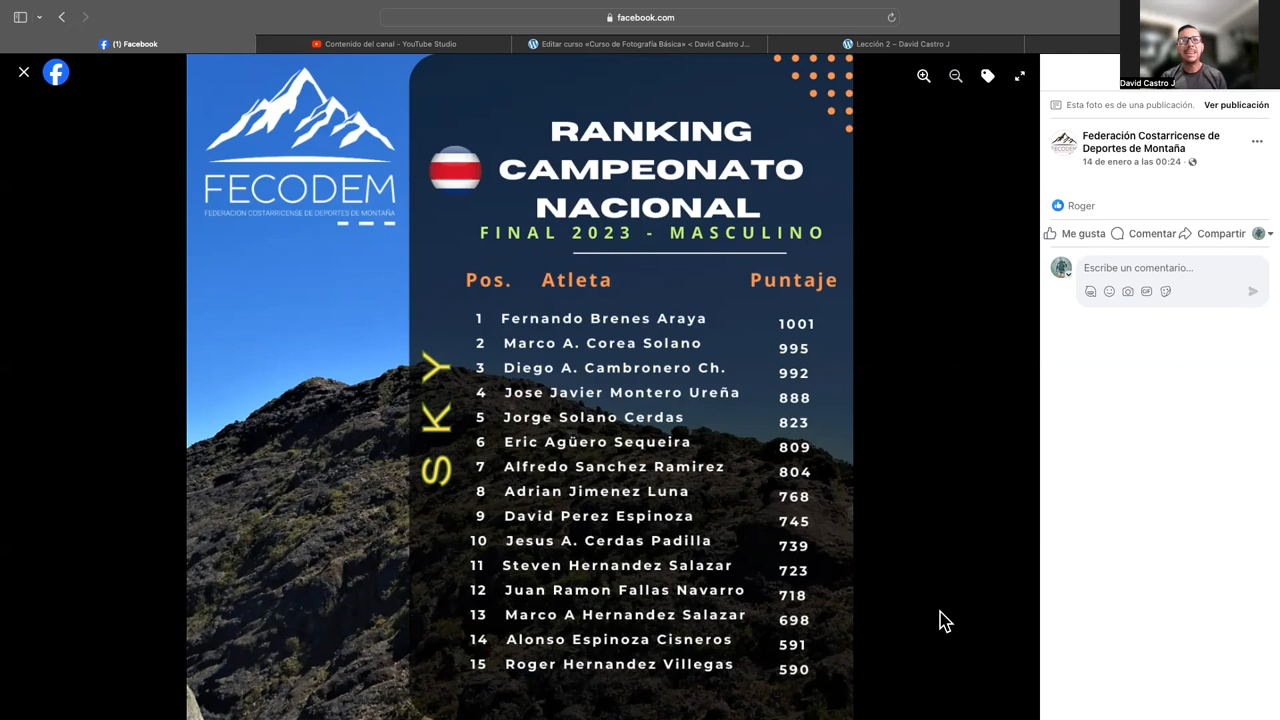 facebook.com
(1) Facebook
Contenido del canal - YouTube Studio
Editar curso «Curso de Fotografía Básica» < David Castro J...
Lección 2 – David Castro J
David Castro J
FECODEM
FEDERACIÓN COSTARRICENSE DE DEPORTES DE MONTAÑA
RANKING
CAMPEONATO
NACIONAL
FINAL 2023 - MASCULINO
Pos. Atleta Puntaje
SKY
1 Fernando Brenes Araya 1001
2 Marco A. Corea Solano 995
3 Diego A. Cambronero Ch. 992
4 Jose Javier Montero Ureña 888
5 Jorge Solano Cerdas 823
6 Eric Agüero Sequeira 809
7 Alfredo Sanchez Ramirez 804
8 Adrian Jimenez Luna 768
9 David Perez Espinoza 745
10 Jesus A. Cerdas Padilla 739
11 Steven Hernandez Salazar 723
12 Juan Ramon Fallas Navarro 718
13 Marco A Hernandez Salazar 698
14 Alonso Espinoza Cisneros 591
15 Roger Hernandez Villegas 590
Esta foto es de una publicación. Ver publicación
Federación Costarricense de
Deportes de Montaña
14 de enero a las 00:24 ·
Roger
Me gusta Comentar Compartir
Escribe un comentario...
GIF